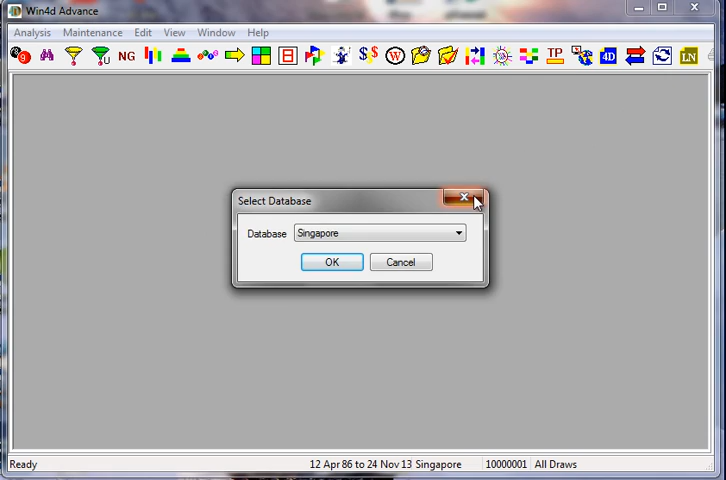 Win4d Advance
Analysis Maintenance Edit View Window Help
9 U NG $ $ W TP 4D LN
Select Database
Database Singapore
OK Cancel
Ready 12 Apr 86 to 24 Nov 13 Singapore 10000001 All Draws